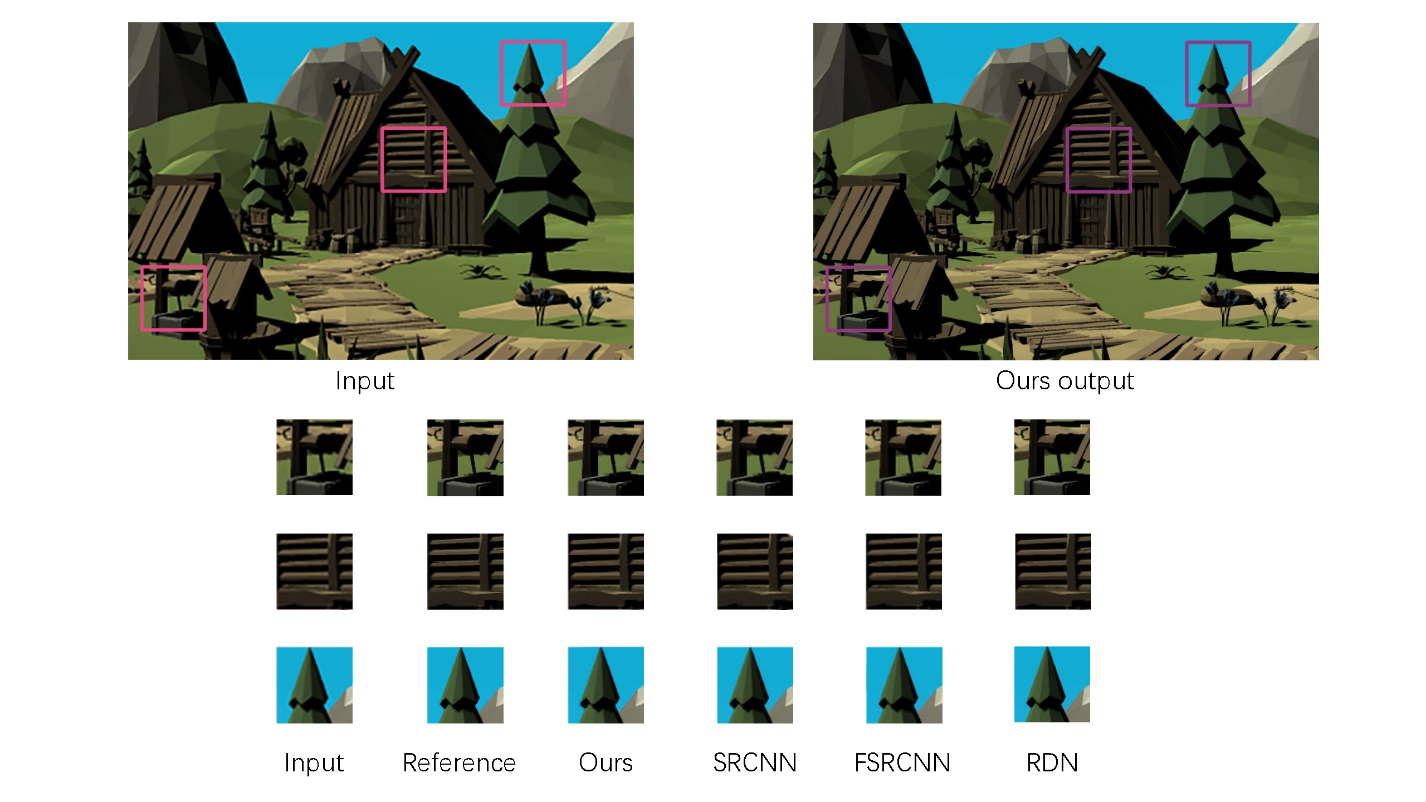 Input
Ours output
Input Reference Ours SRCNN FSRCNN RDN